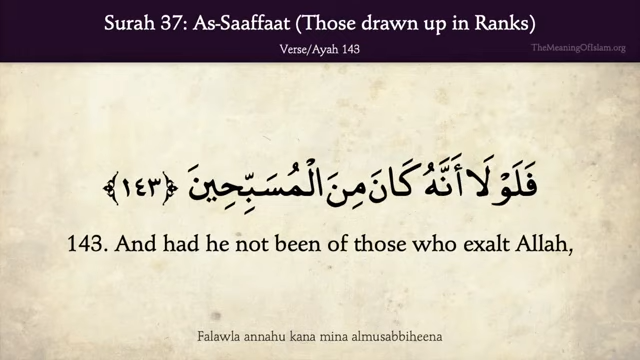 Surah 37: As-Saaffaat (Those drawn up in Ranks)
Verse/Ayah 143
TheMeaningOfIslam.org
فَلَوْلَا أَنَّهُ كَانَ مِنَ الْمُسَبِّحِينَ ﴿١٤٣﴾
143. And had he not been of those who exalt Allah,
Falawla annahu kana mina almusabbiheena